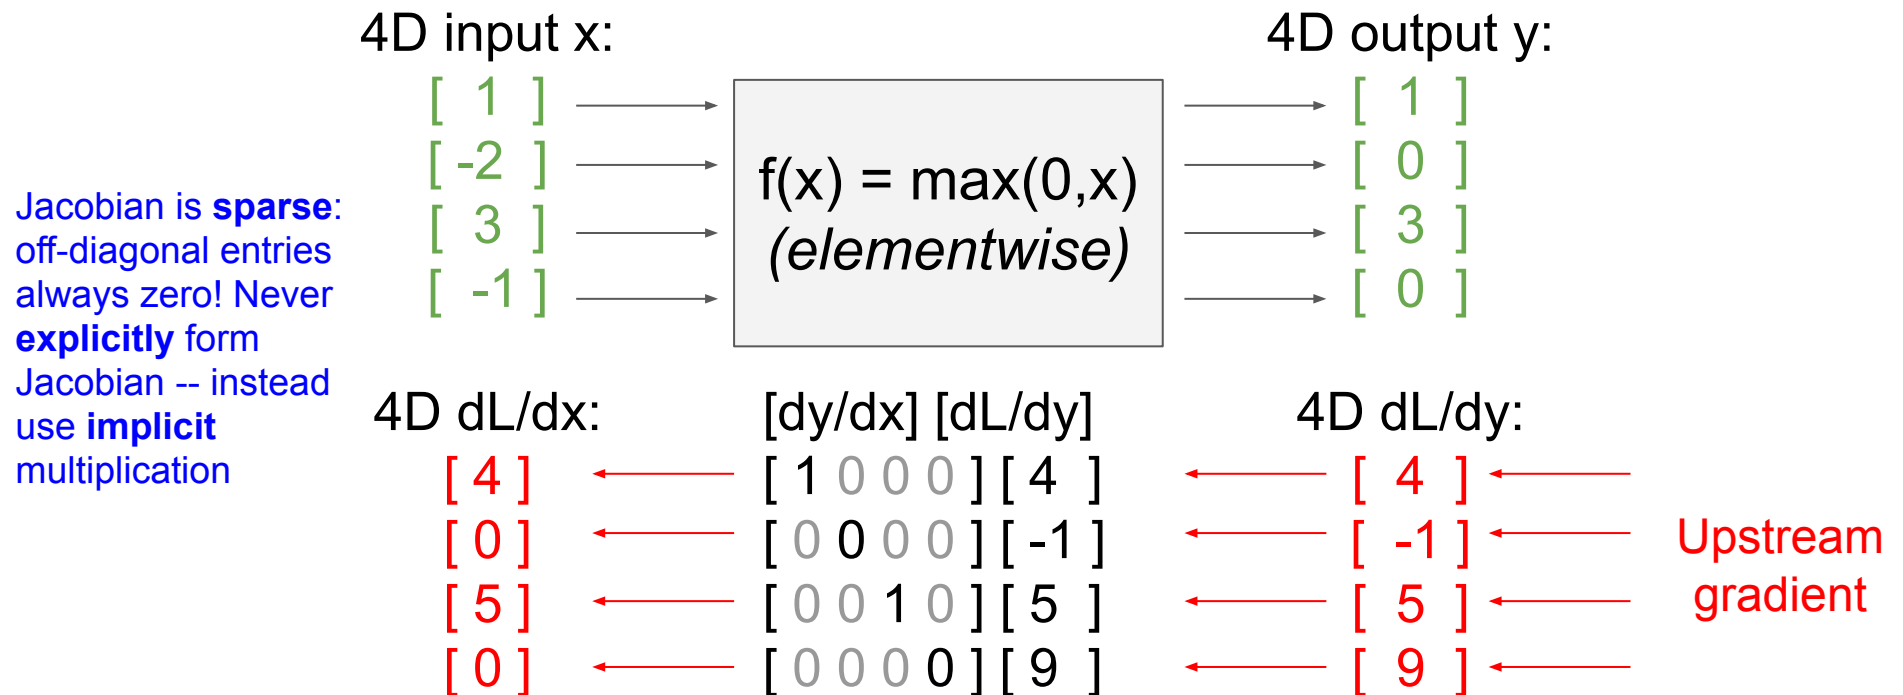 4D input x:
[ 1 ]
[ -2 ]
[ 3 ]
[ -1 ]
f(x) = max(0,x)
(elementwise)
4D output y:
[ 1 ]
[ 0 ]
[ 3 ]
[ 0 ]
Jacobian is sparse:
off-diagonal entries
always zero! Never
explicitly form
Jacobian -- instead
use implicit
multiplication
4D dL/dx:
[ 4 ]
[ 0 ]
[ 5 ]
[ 0 ]
[dy/dx] [dL/dy]
[ 1 0 0 0 ] [ 4 ]
[ 0 0 0 0 ] [ -1 ]
[ 0 0 1 0 ] [ 5 ]
[ 0 0 0 0 ] [ 9 ]
4D dL/dy:
[ 4 ]
[ -1 ]
[ 5 ]
[ 9 ]
Upstream
gradient